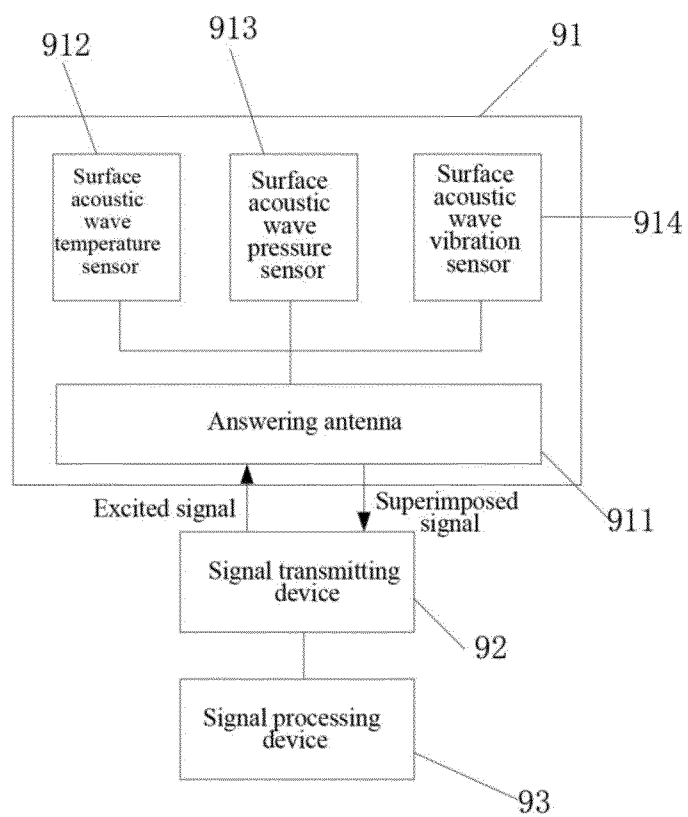 912
913
91
Surface
acoustic
wave
temperature
sensor
Surface
acoustic
wave
pressure
sensor
Surface
acoustic
wave
vibration
sensor
914
Answering antenna
Excited signal
Superimposed
signal
911
Signal transmitting
device
92
Signal processing
device
93